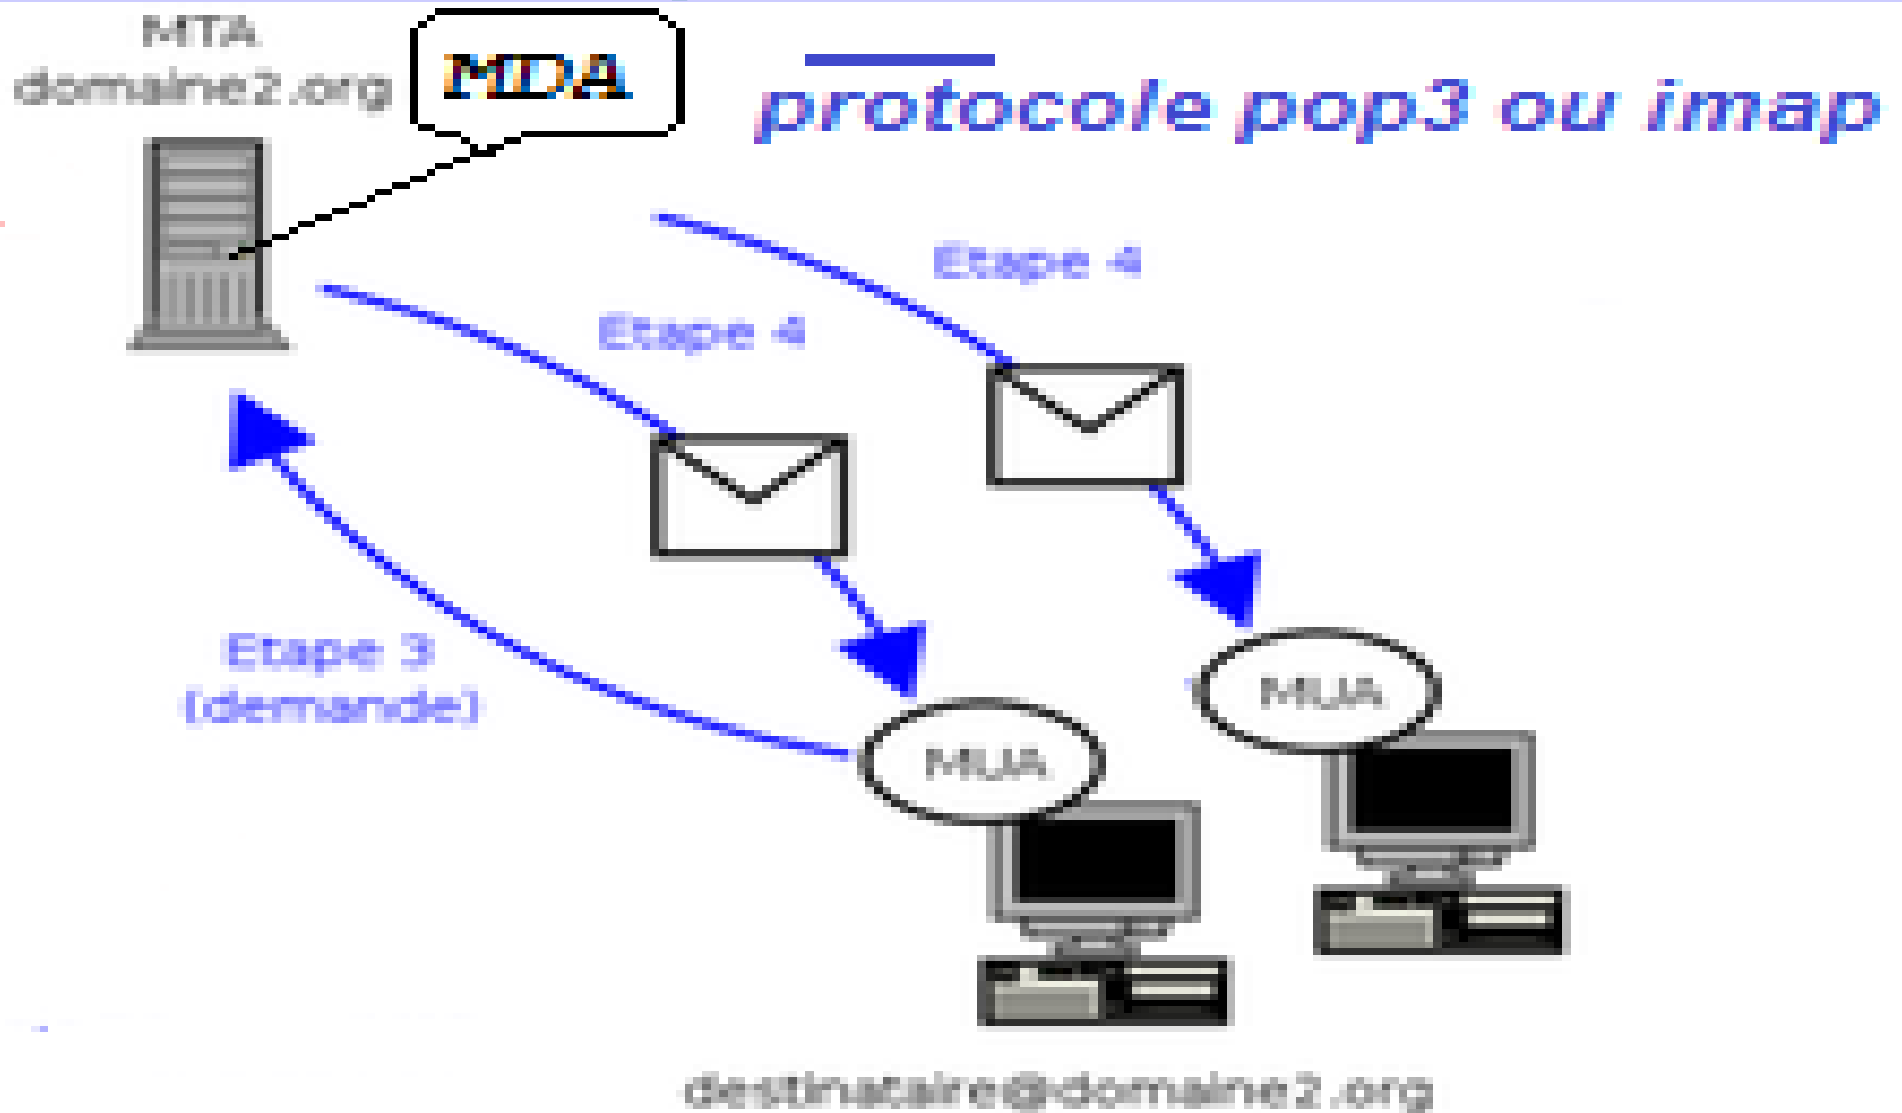 MTA
domaine2.org
MDA
protocole pop3 ou imap
Etape 4
Etape 4
Etape 3
(demande)
MUA
MUA
destinataire@domaine2.org